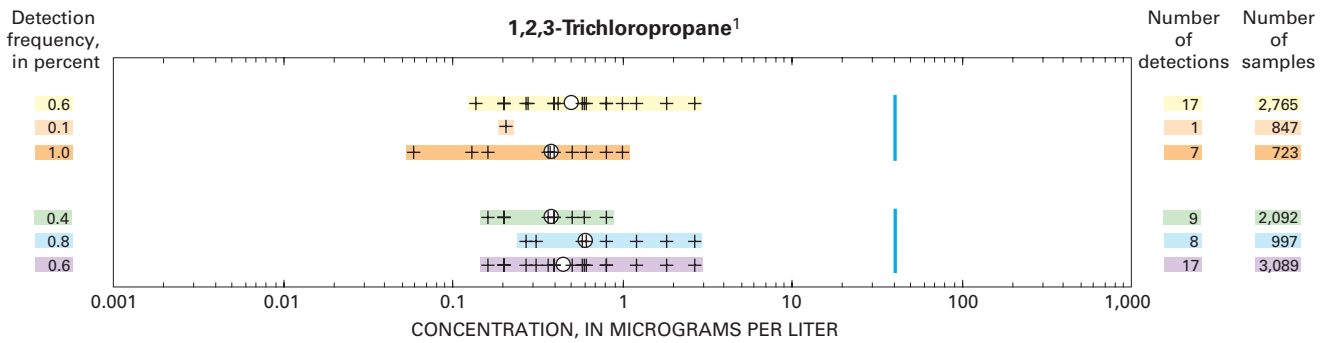 1,2,3-Trichloropropane¹
Detection
frequency,
in percent
Number
of
detections
Number
of
samples
0.6 17 2,765
0.1 1 847
1.0 7 723
0.4 9 2,092
0.8 8 997
0.6 17 3,089
0.001 0.01 0.1 1 10 100 1,000
CONCENTRATION, IN MICROGRAMS PER LITER